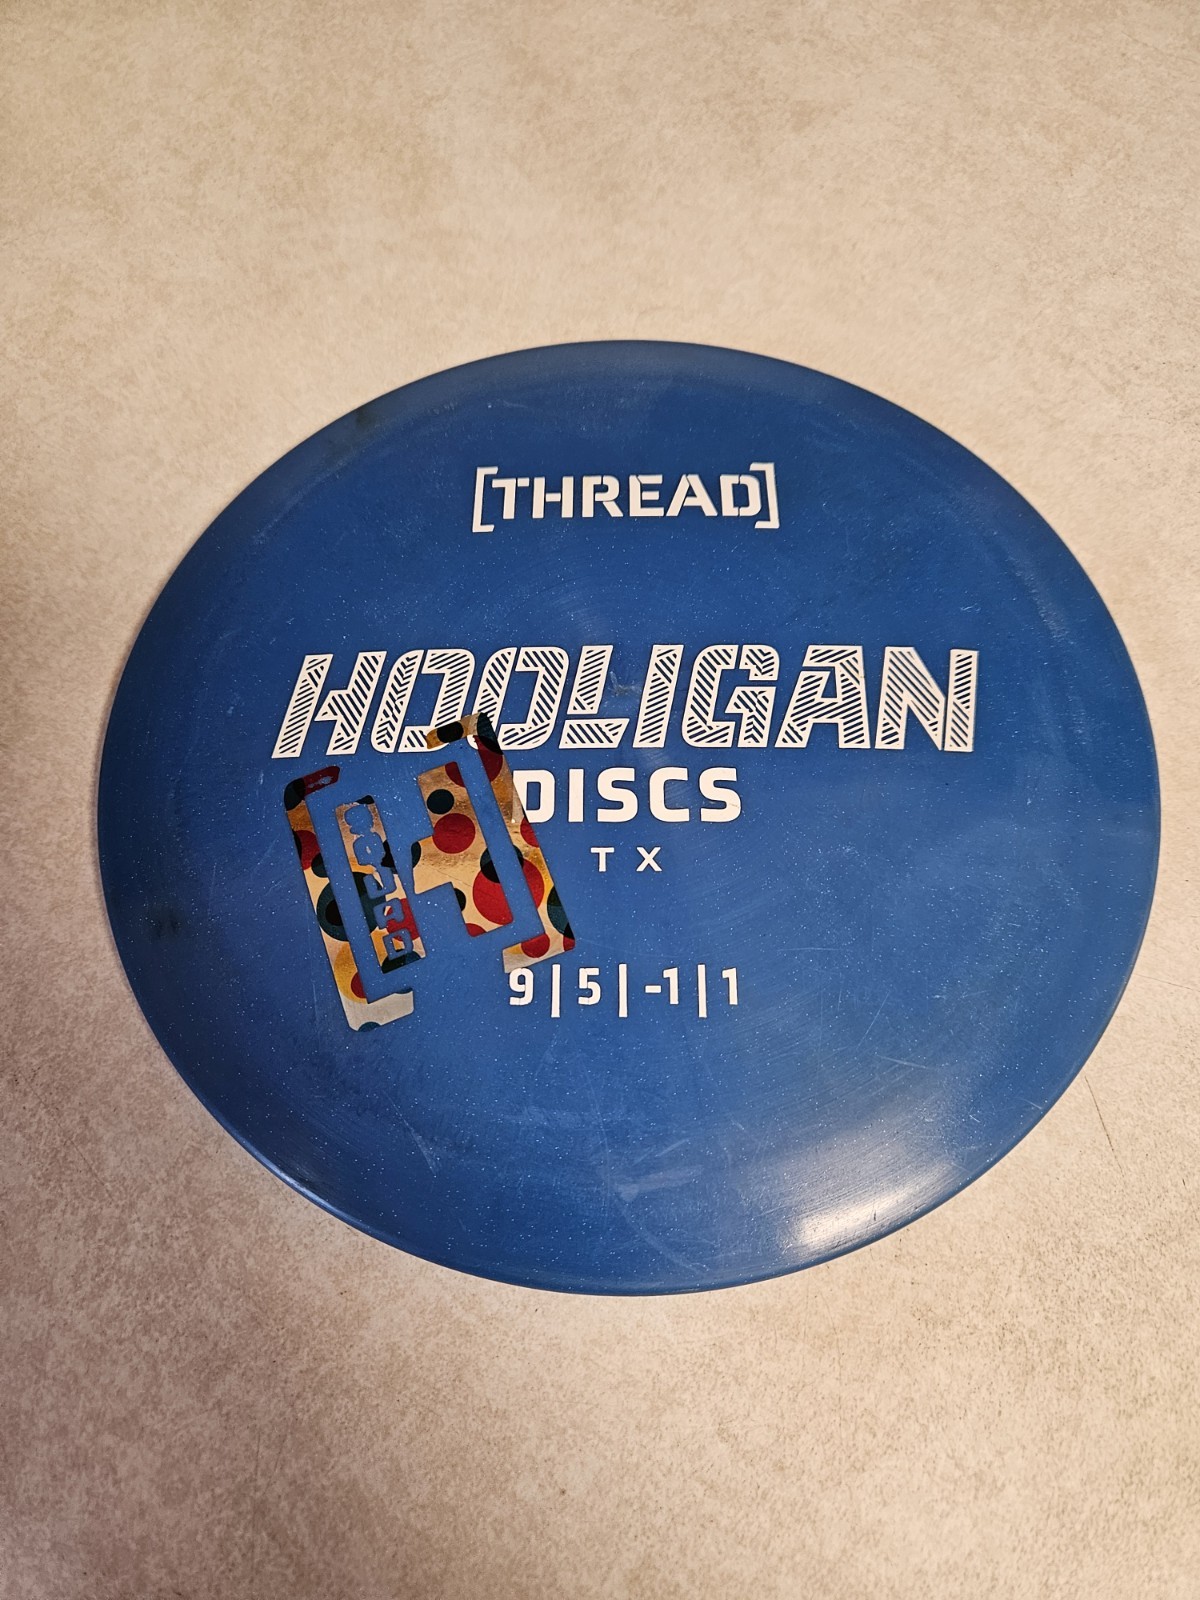 [THREAD]
HOOLIGAN
DISCS
TX
9|5|-1|1